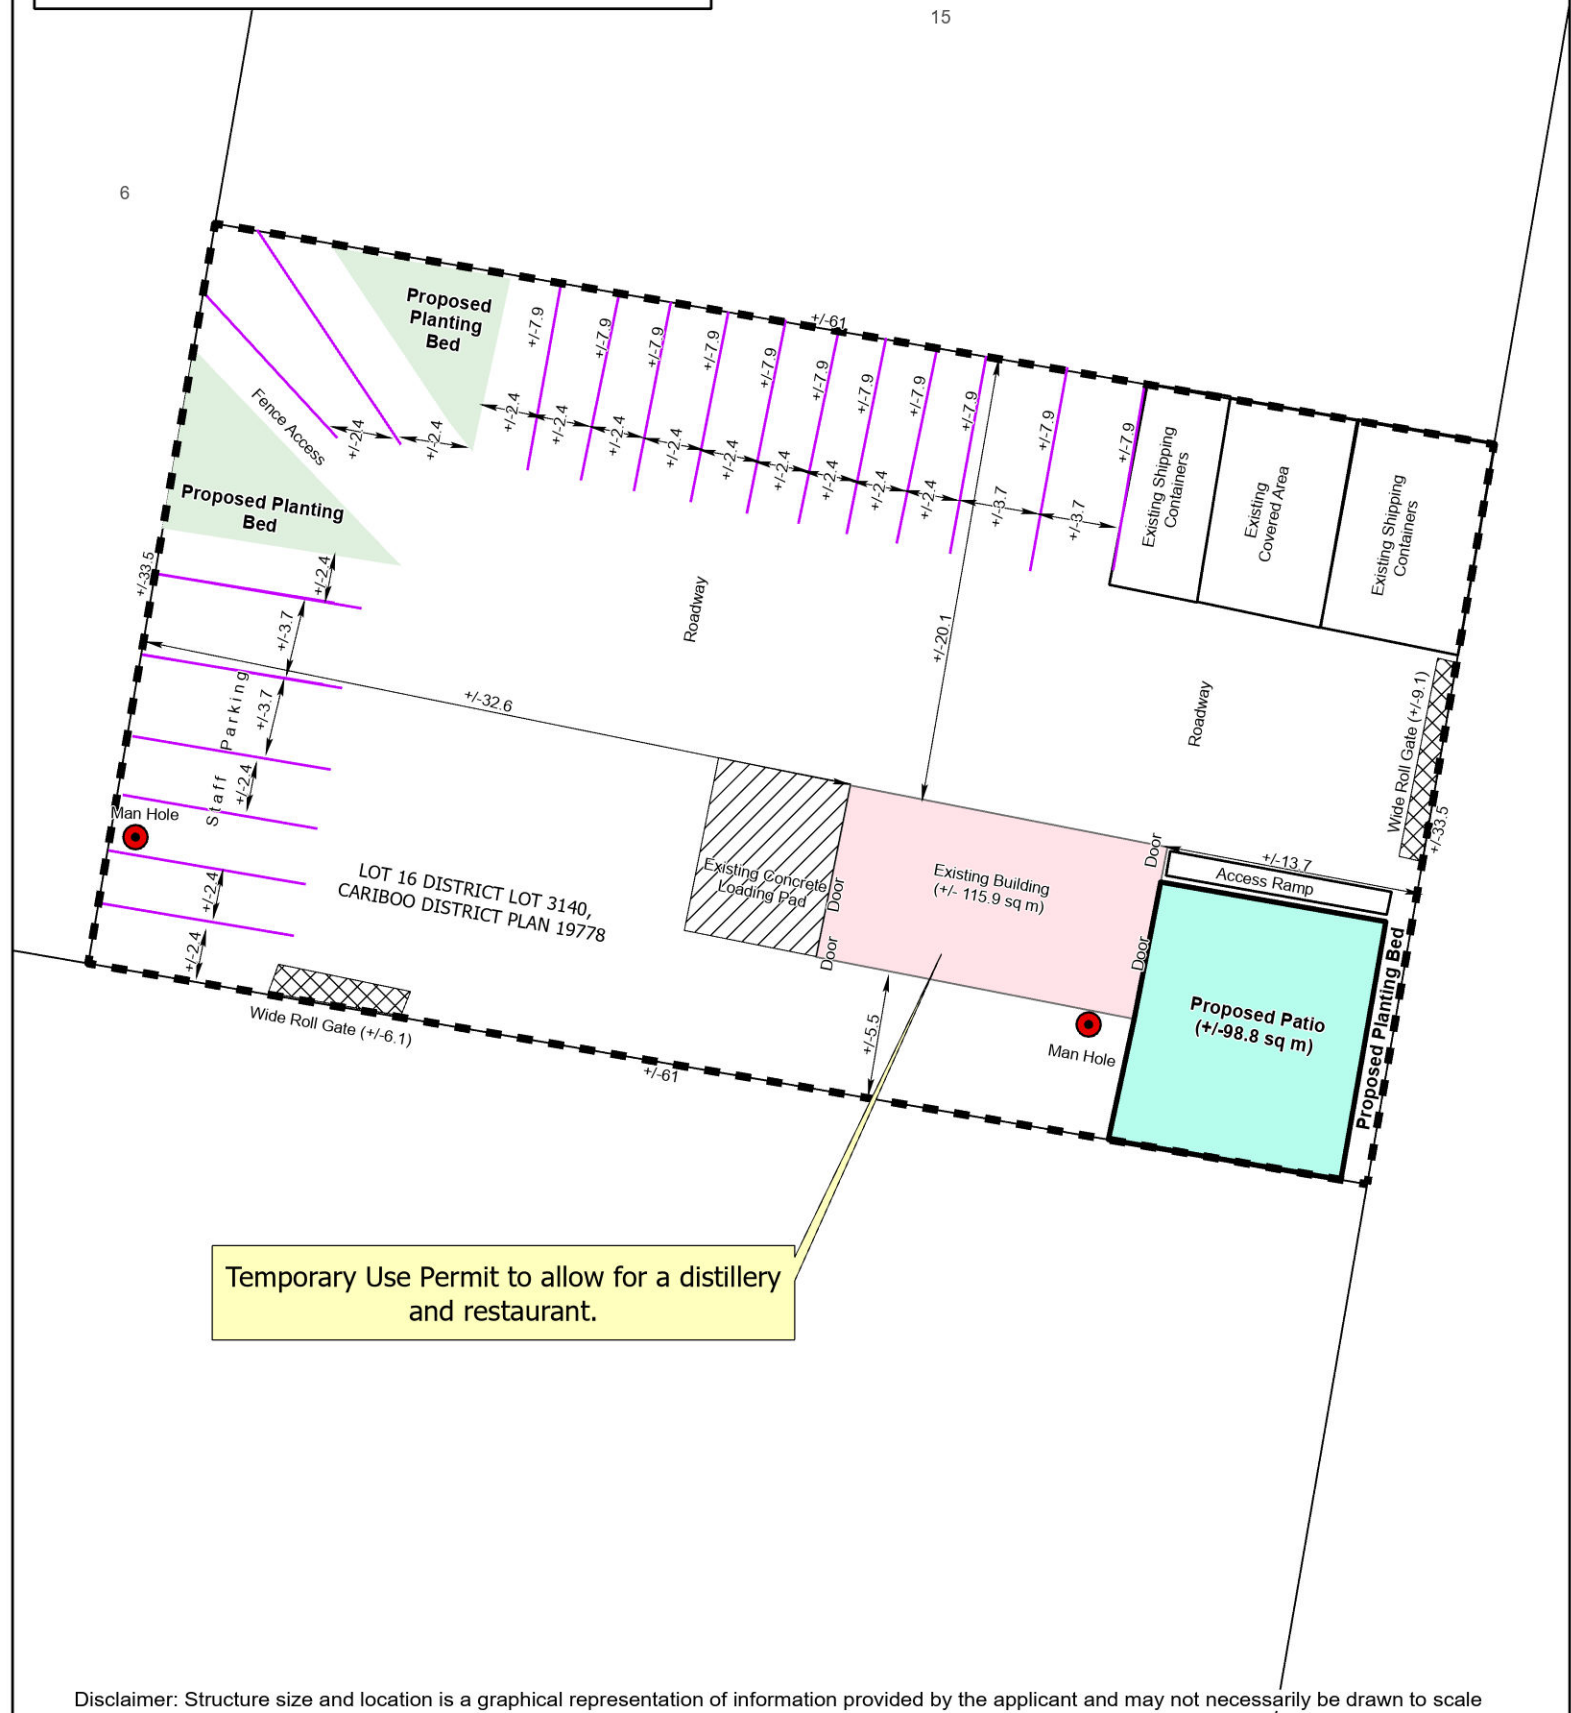 15
6
Proposed
Planting
Bed
+/-7.9
+/-7.9
+/-7.9
+/-7.9
+/-7.9
+/-7.9
+/-7.9
+/-7.9
+/-7.9
+/-7.9
+/-7.9
+/-61
Fence Access
+/-2.4
+/-2.4
+/-2.4
+/-2.4
+/-2.4
+/-2.4
+/-2.4
+/-2.4
+/-2.4
+/-2.4
+/-2.4
+/-3.7
+/-3.7
Existing Shipping
Containers
Existing
Covered Area
Existing Shipping
Containers
Proposed Planting
Bed
+/-33.5
+/-2.4
+/-3.7
+/-3.7
+/-2.4
Staff Parking
Roadway
+/-20.1
+/-32.6
Roadway
Wide Roll Gate (+/-9.1)
+/-33.5
Man Hole
+/-2.4
+/-2.4
LOT 16 DISTRICT LOT 3140,
CARIBOO DISTRICT PLAN 19778
Existing Concrete
Loading Pad
Door
Door
Existing Building
(+/- 115.9 sq m)
Door
Door
+/-13.7
Access Ramp
Proposed Patio
(+/-98.8 sq m)
Proposed Planting Bed
Wide Roll Gate (+/-6.1)
+/-5.5
Man Hole
+/-61
Temporary Use Permit to allow for a distillery
and restaurant.
Disclaimer: Structure size and location is a graphical representation of information provided by the applicant and may not necessarily be drawn to scale